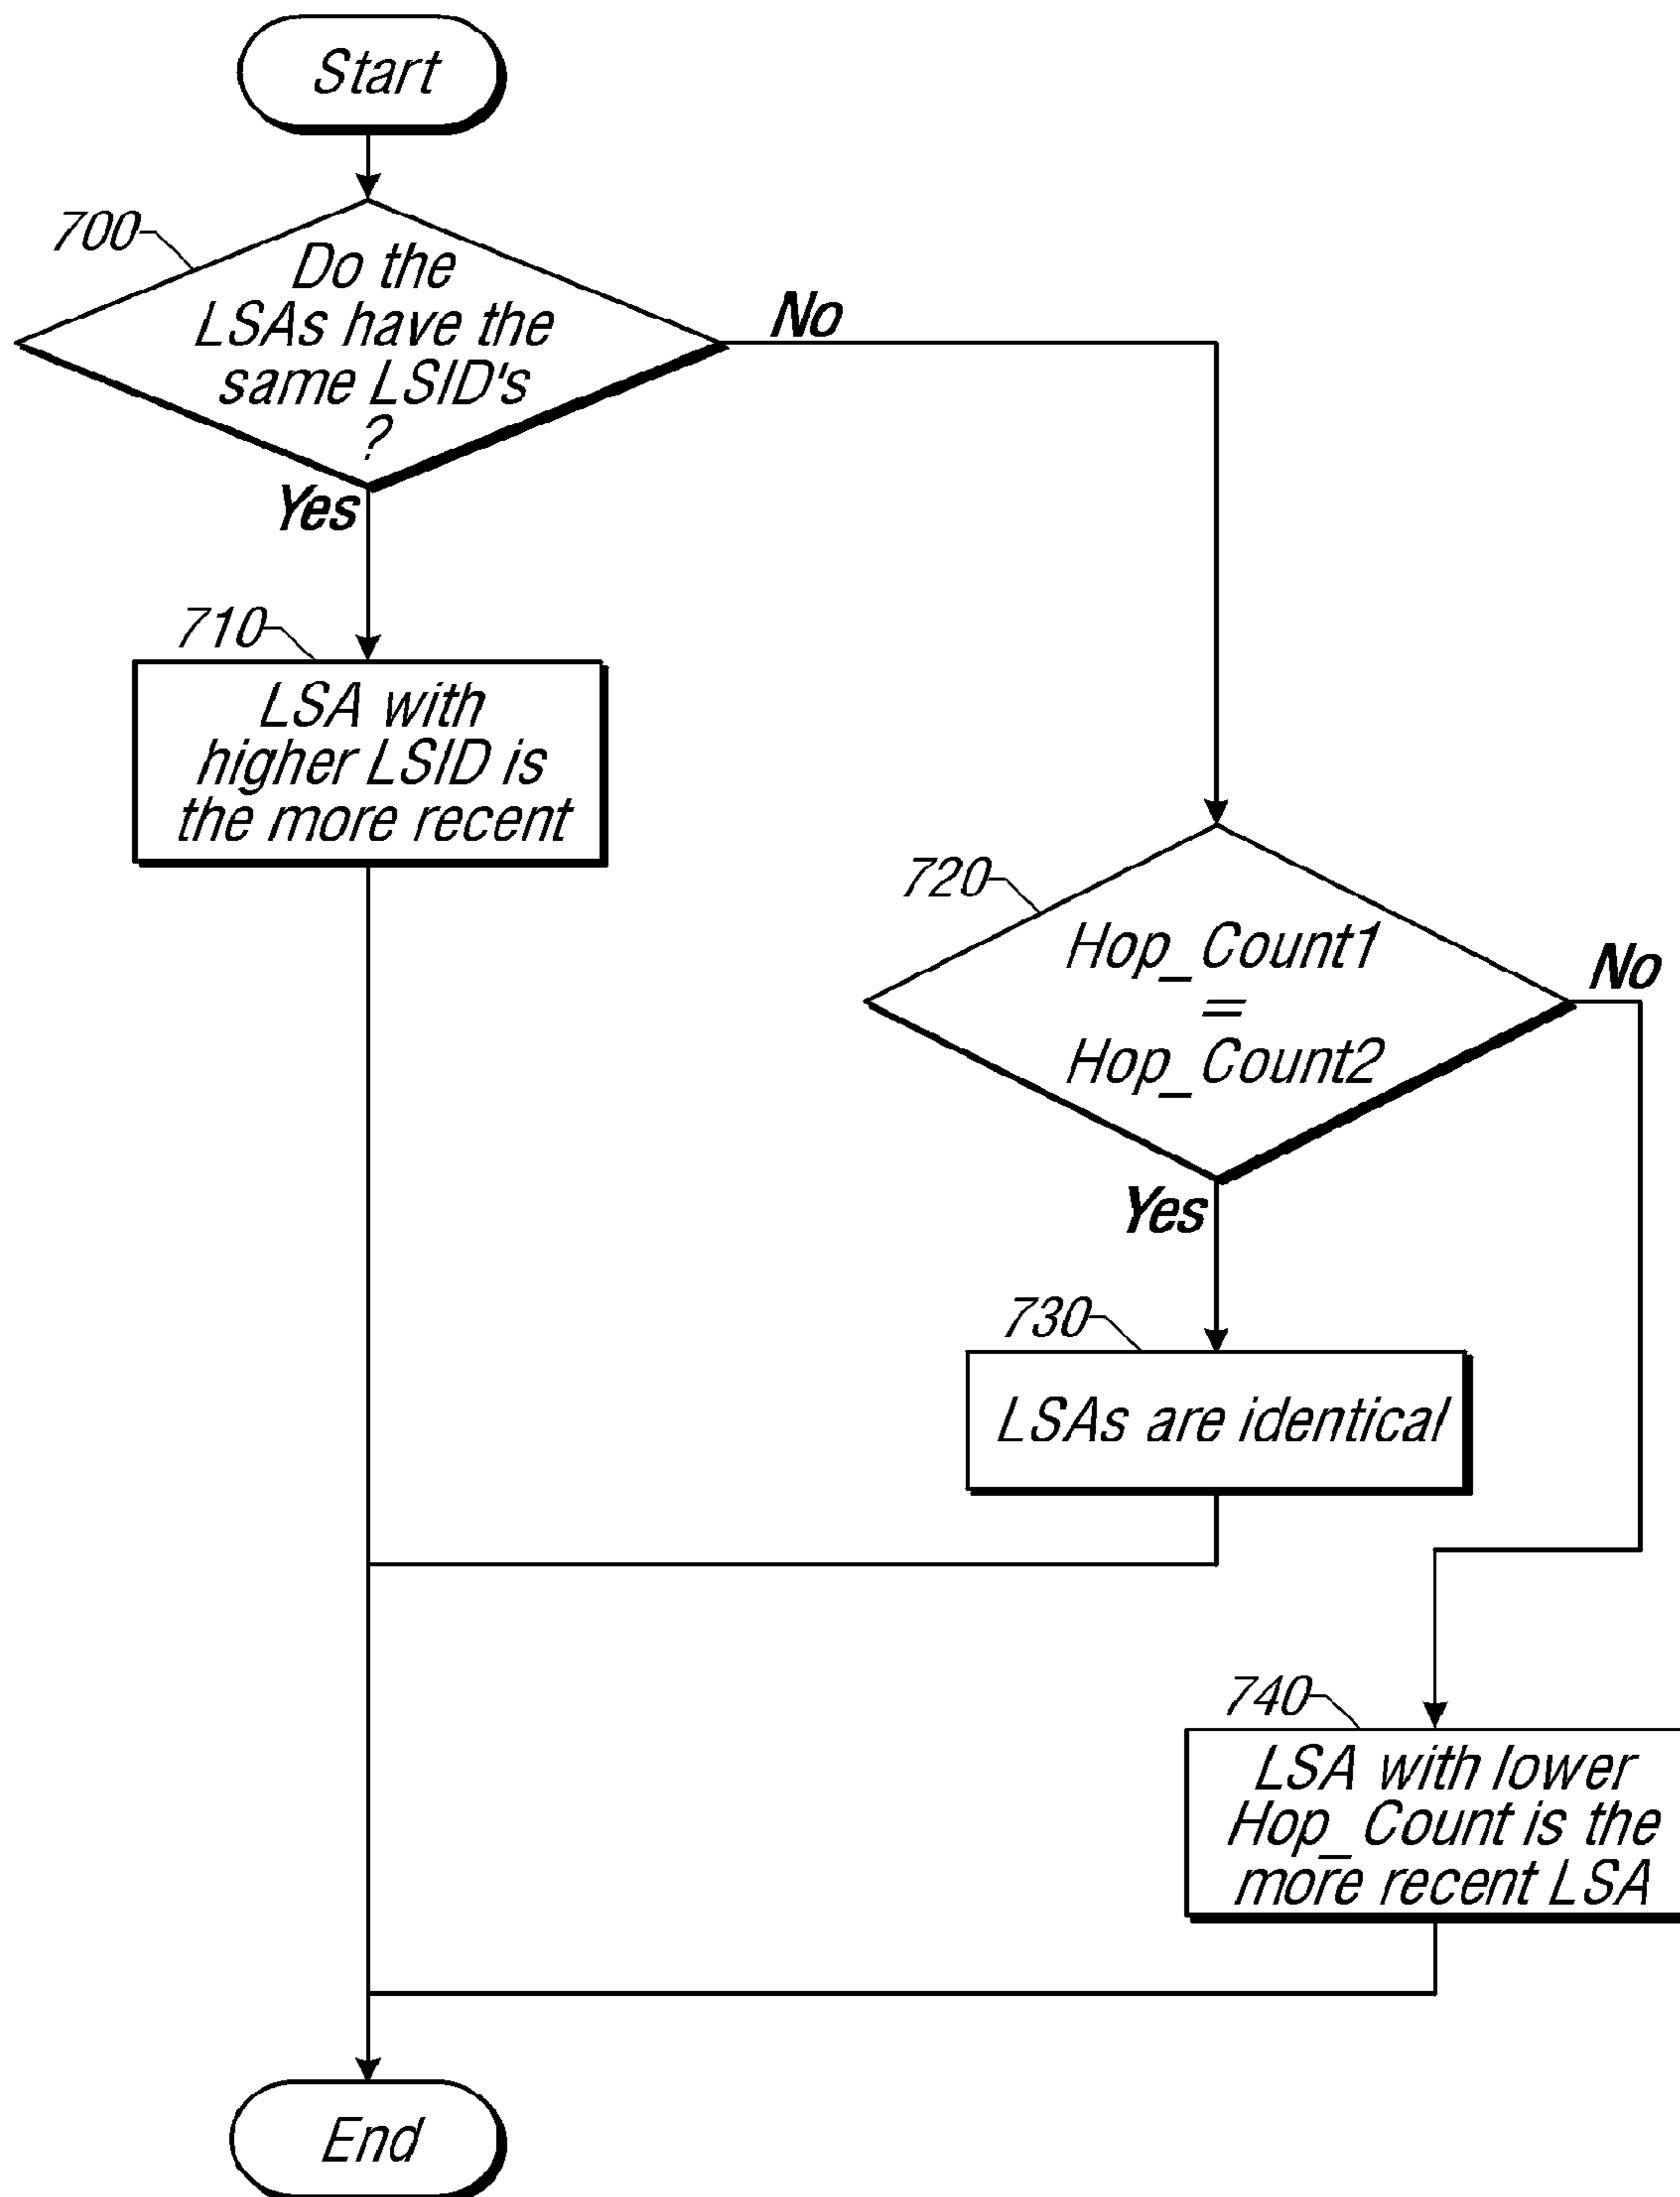 Start
700
Do the
LSAs have the
same LSID's
?
No
Yes
710
LSA with
higher LSID is
the more recent
720
Hop_Count1
=
Hop_Count2
No
Yes
730
LSAs are identical
740
LSA with lower
Hop_Count is the
more recent LSA
End